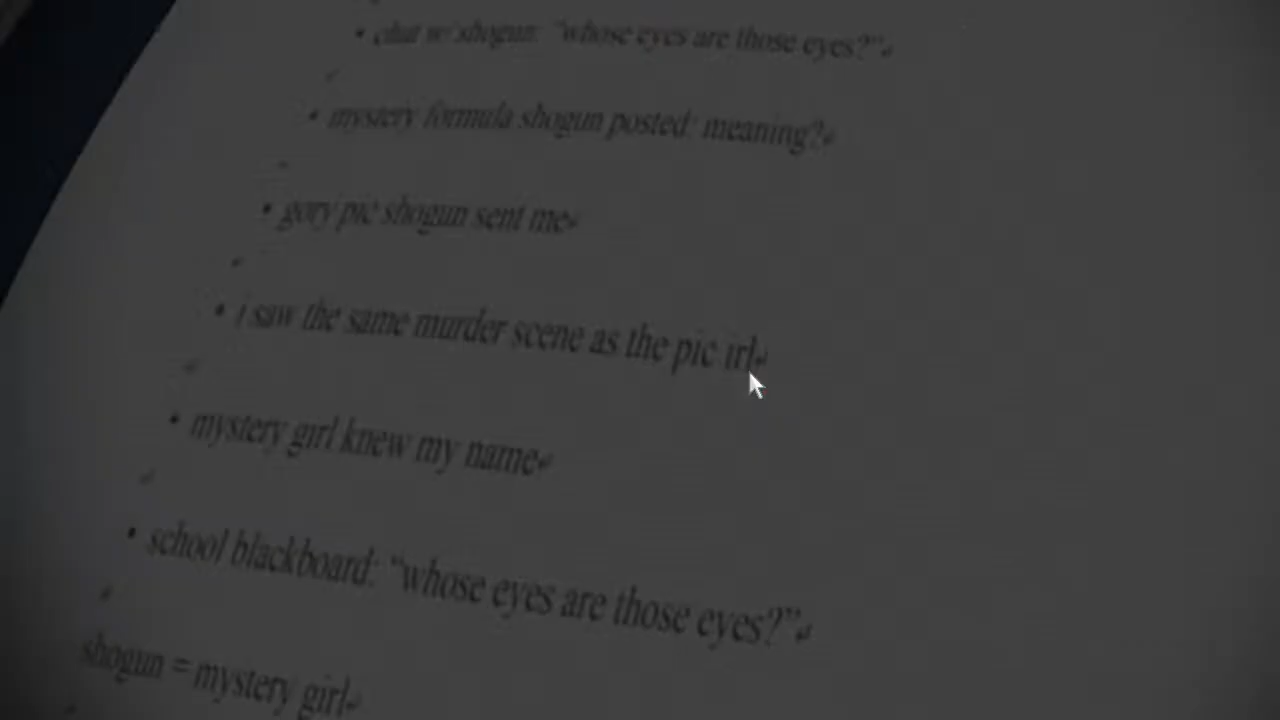 • chat w/ shogun: “whose eyes are those eyes?”↵
↵
• mystery formula shogun posted: meaning?↵
↵
• gory pic shogun sent me↵
↵
• i saw the same murder scene as the pic irl↵
↵
• mystery girl knew my name↵
↵
• school blackboard: “whose eyes are those eyes?”↵
↵
shogun = mystery girl↵
↵